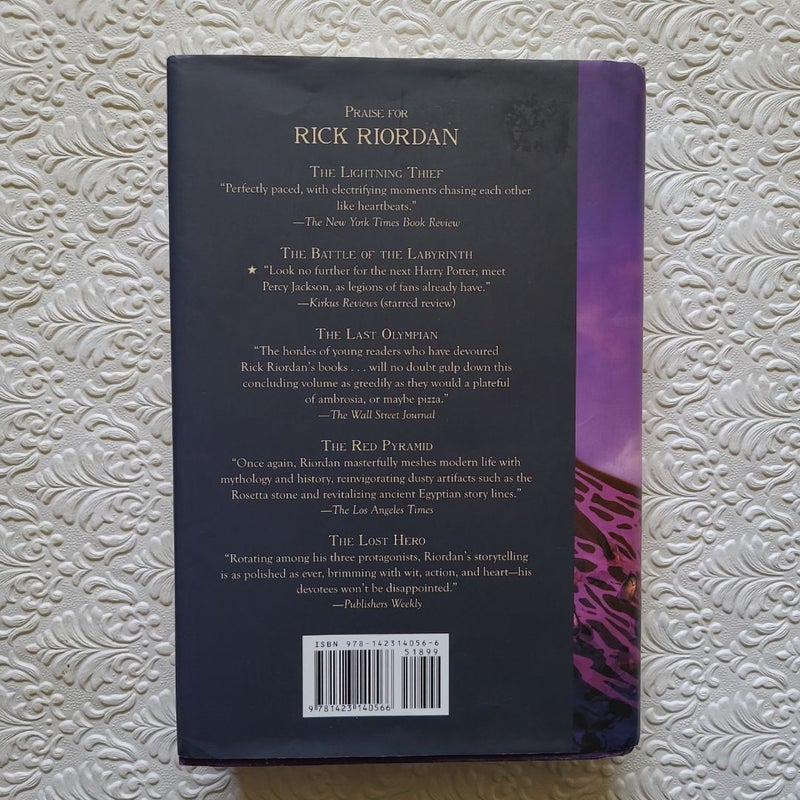 PRAISE FOR
RICK RIORDAN
THE LIGHTNING THIEF
“Perfectly paced, with electrifying moments chasing each other
like heartbeats.”
—The New York Times Book Review
THE BATTLE OF THE LABYRINTH
★ “Look no further for the next Harry Potter; meet
Percy Jackson, as legions of fans already have.”
—Kirkus Reviews (starred review)
THE LAST OLYMPIAN
“The hordes of young readers who have devoured
Rick Riordan’s books . . . will no doubt gulp down this
concluding volume as greedily as they would a plateful
of ambrosia, or maybe pizza.”
—The Wall Street Journal
THE RED PYRAMID
“Once again, Riordan masterfully meshes modern life with
mythology and history, reinvigorating dusty artifacts such as the
Rosetta stone and revitalizing ancient Egyptian story lines.”
—The Los Angeles Times
THE LOST HERO
“Rotating among his three protagonists, Riordan’s storytelling
is as polished as ever, brimming with wit, action, and heart—his
devotees won’t be disappointed.”
—Publishers Weekly
ISBN 978-142314056-6
51899
9 781423 140566